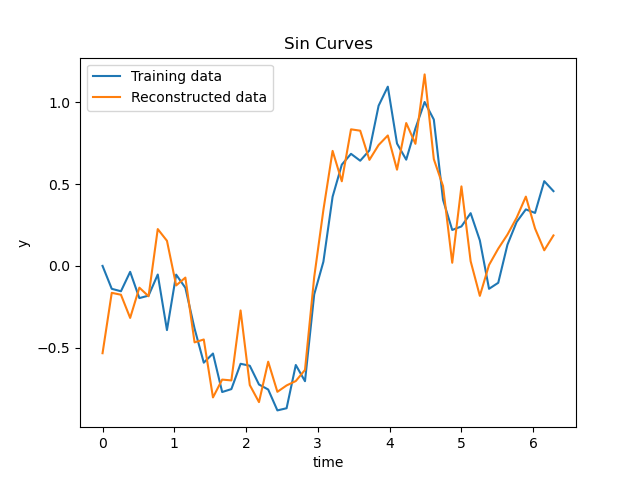 Sin Curves
Training data
Reconstructed data
1.0
0.5
0.0
−0.5
y
0 1 2 3 4 5 6
time